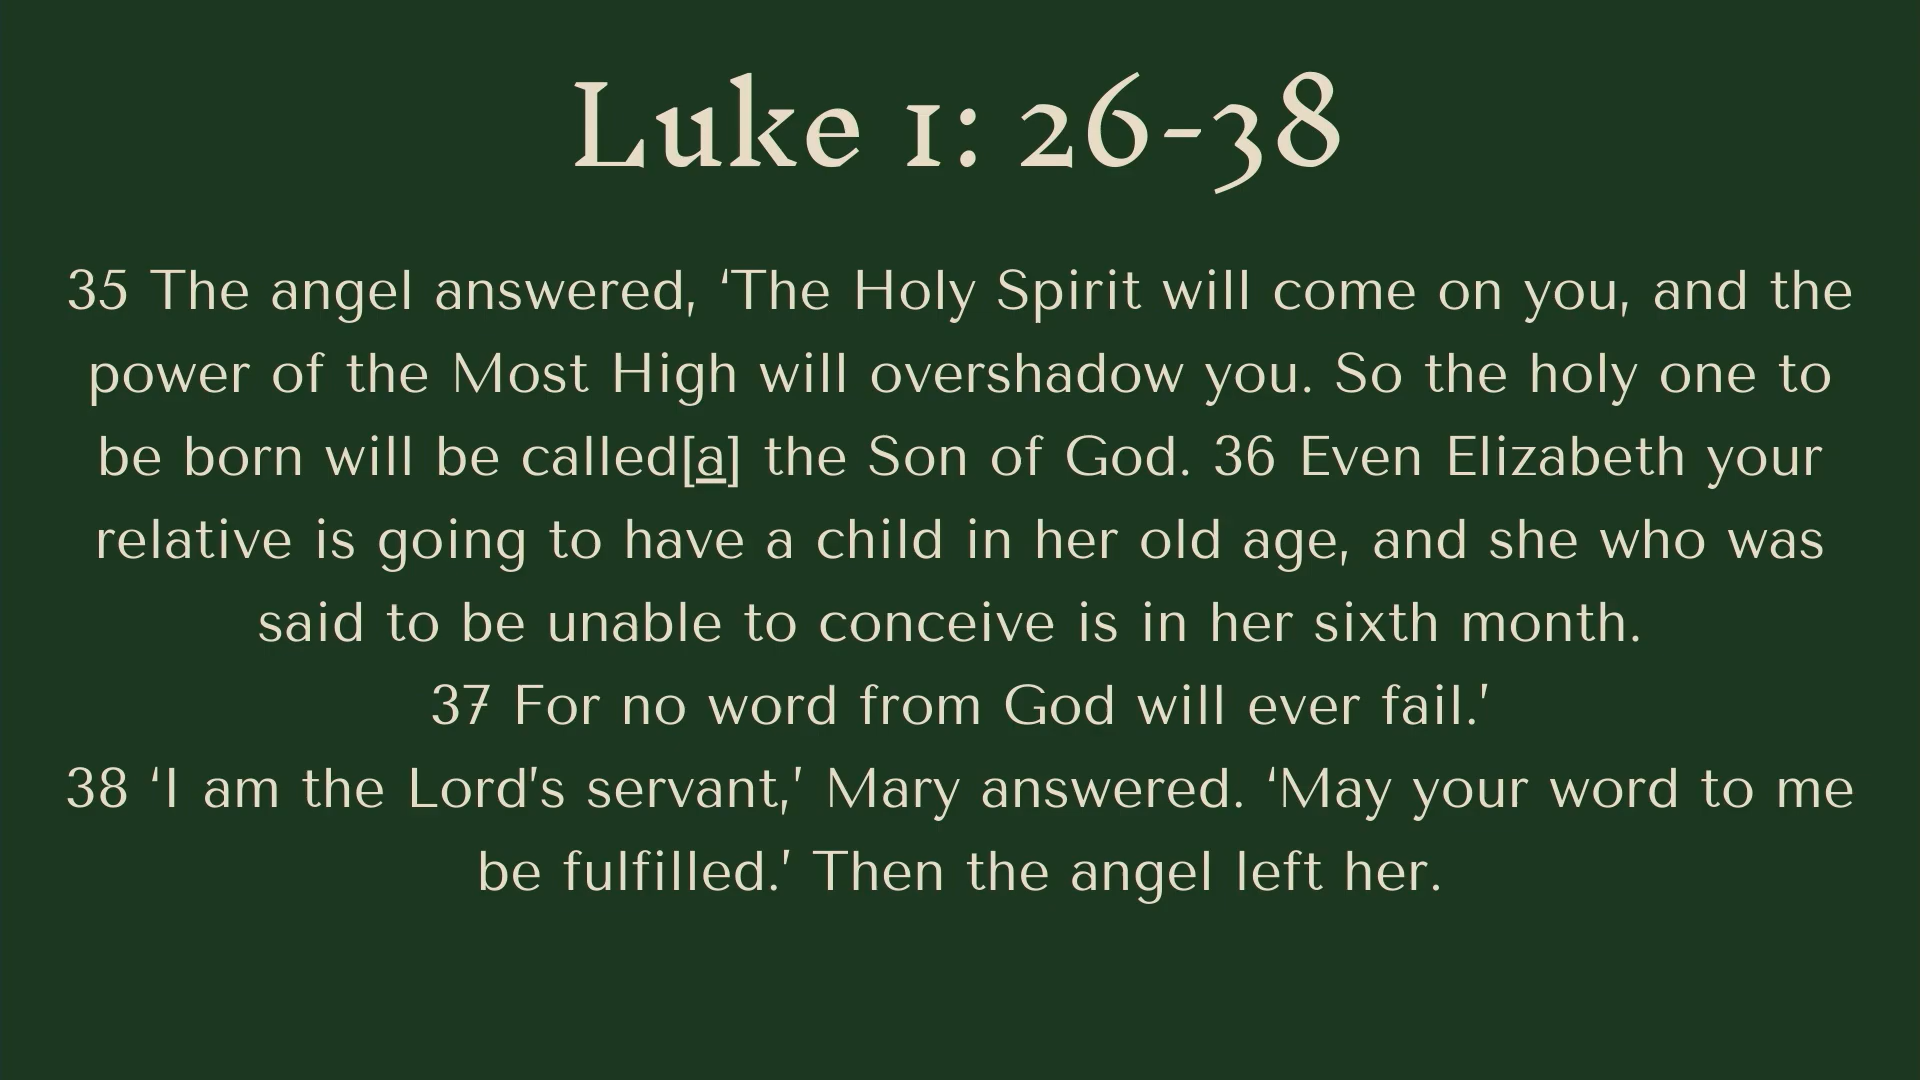 Luke 1: 26-38
35 The angel answered, ‘The Holy Spirit will come on you, and the
power of the Most High will overshadow you. So the holy one to
be born will be called[a] the Son of God. 36 Even Elizabeth your
relative is going to have a child in her old age, and she who was
said to be unable to conceive is in her sixth month.
37 For no word from God will ever fail.’
38 ‘I am the Lord’s servant,’ Mary answered. ‘May your word to me
be fulfilled.’ Then the angel left her.